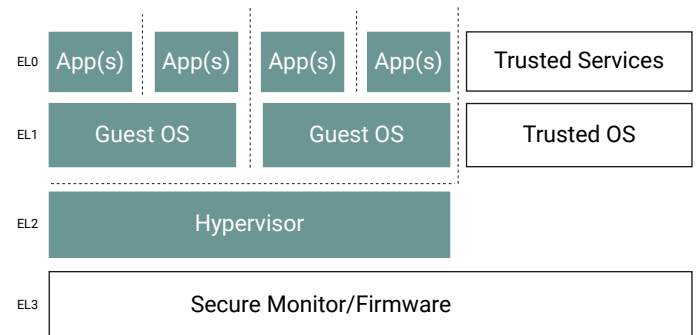 EL0 App(s) App(s) App(s) App(s) Trusted Services
EL1 Guest OS Guest OS Trusted OS
EL2 Hypervisor
EL3 Secure Monitor/Firmware